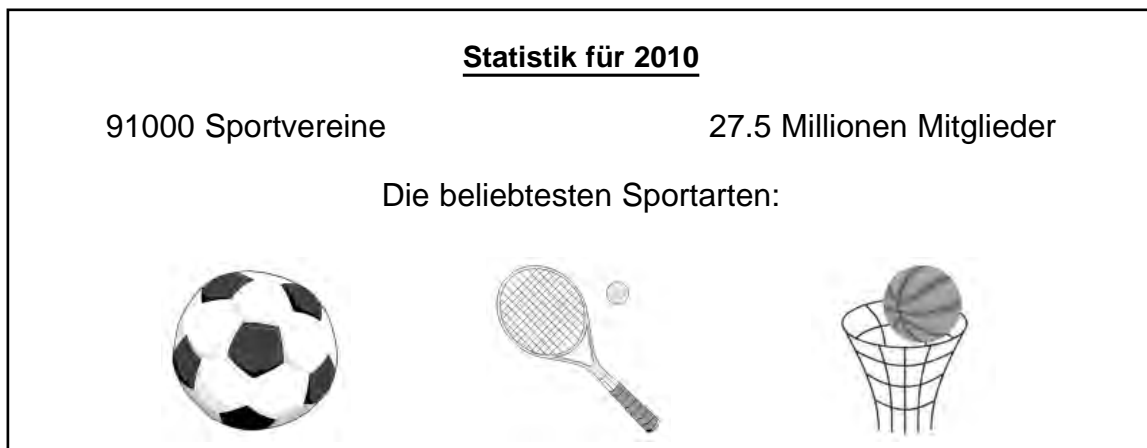 Statistik für 2010
91000 Sportvereine 27.5 Millionen Mitglieder
Die beliebtesten Sportarten: